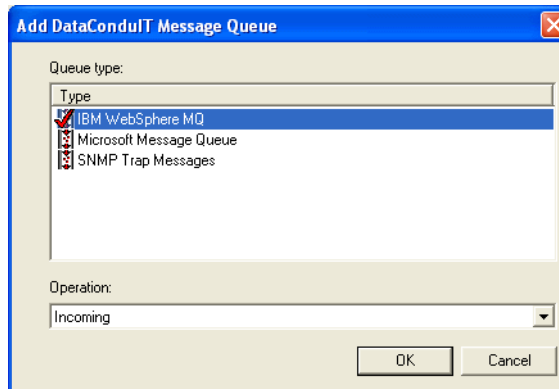 Add DataConduIT Message Queue
Queue type:
Type
IBM WebSphere MQ
Microsoft Message Queue
SNMP Trap Messages
Operation:
Incoming
OK
Cancel